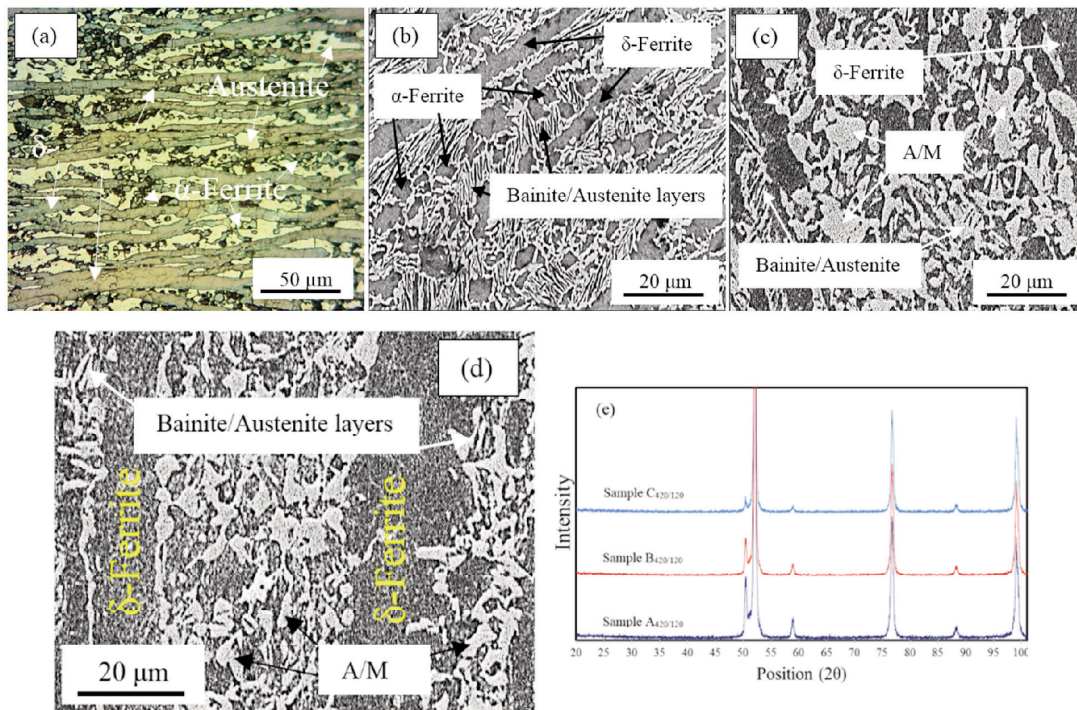 (a)
Austenite
δ-
α-Ferrite
50 μm
(b)
δ-Ferrite
α-Ferrite
Bainite/Austenite layers
20 μm
(c)
δ-Ferrite
A/M
Bainite/Austenite
20 μm
(d)
Bainite/Austenite layers
δ-Ferrite
δ-Ferrite
A/M
20 μm
(e)
Intensity
Sample C420/120
Sample B420/120
Sample A420/120
20 25 30 35 40 45 50 55 60 65 70 75 80 85 90 95 100
Position (2θ)